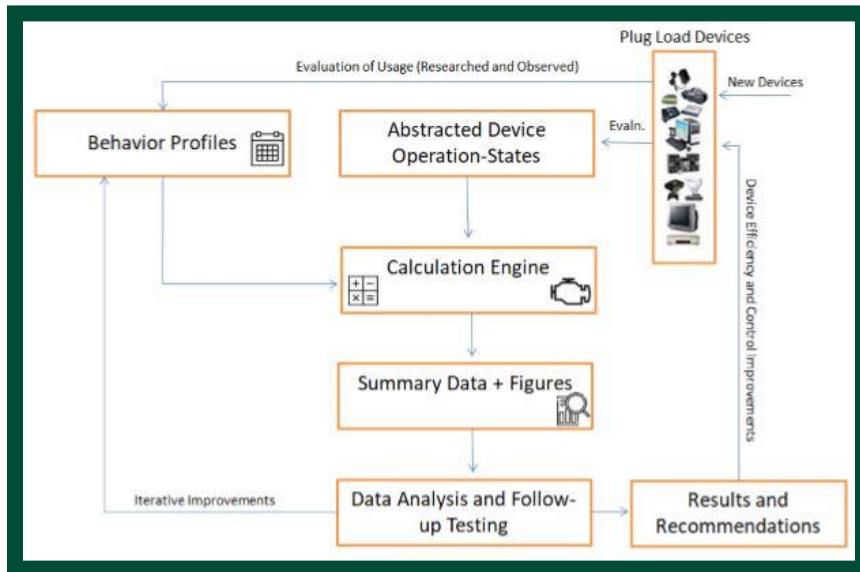 Plug Load Devices
Evaluation of Usage (Researched and Observed)
New Devices
Behavior Profiles
Abstracted Device
Operation-States
Evaln.
Device Efficiency and Control Improvements
Calculation Engine
Summary Data + Figures
Iterative Improvements
Data Analysis and Follow-
up Testing
Results and
Recommendations